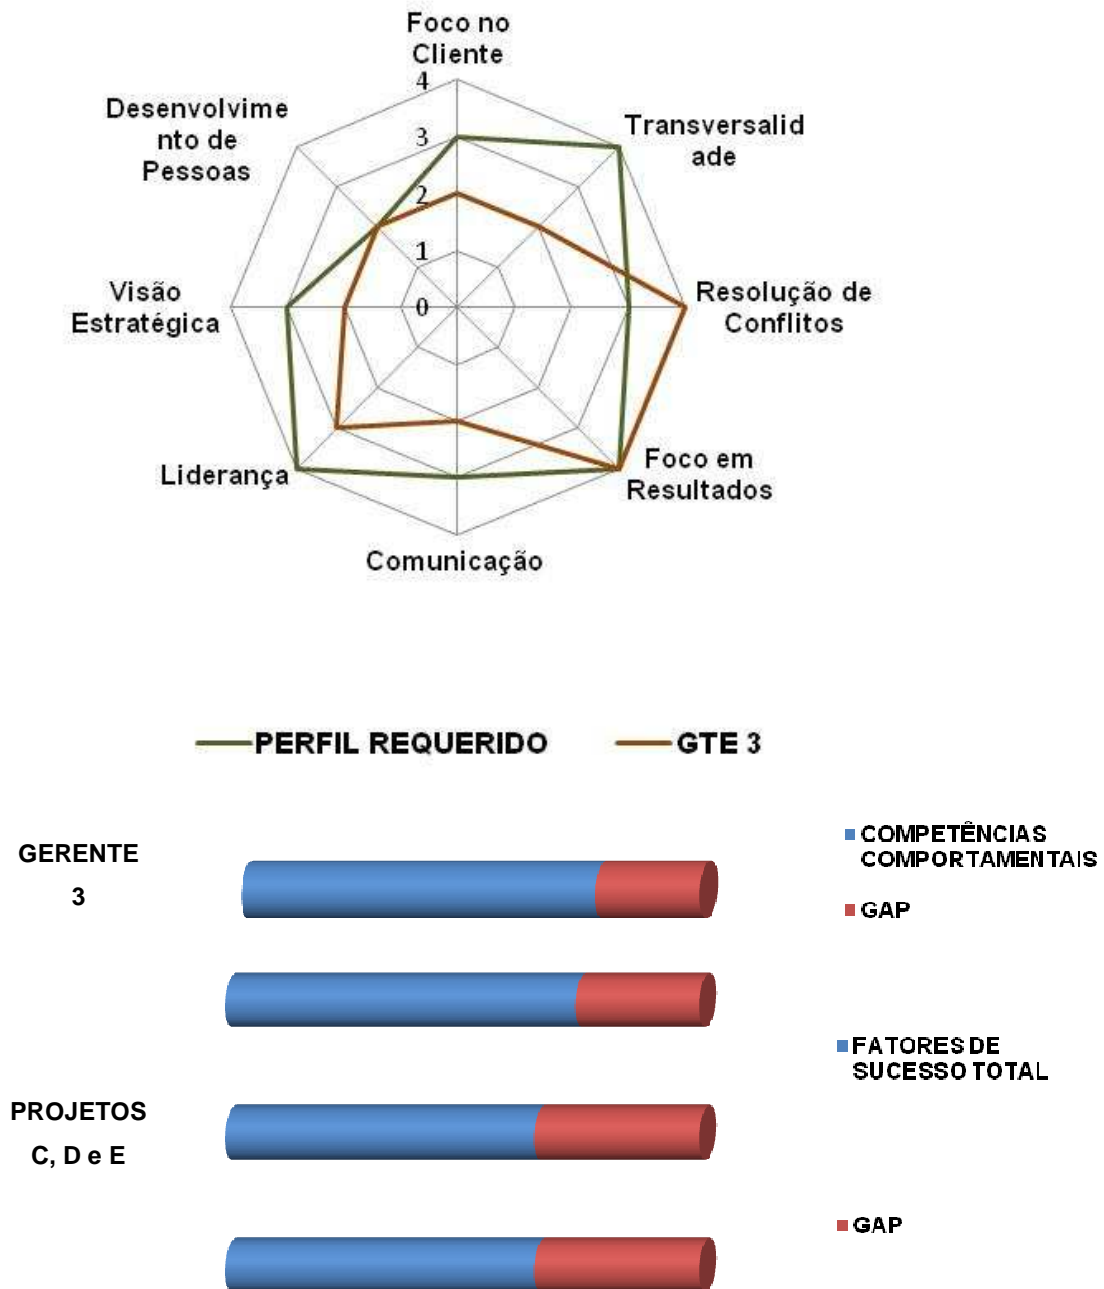 Foco no
Cliente
4
Transversalid
ade
Desenvolvime
nto de
Pessoas
3
2
1
0
Visão
Estratégica
Resolução de
Conflitos
Liderança
Foco em
Resultados
Comunicação
PERFIL REQUERIDO
GTE 3
GERENTE
3
COMPETÊNCIAS
COMPORTAMENTAIS
GAP
FATORES DE
SUCESSO TOTAL
PROJETOS
C, D e E
GAP